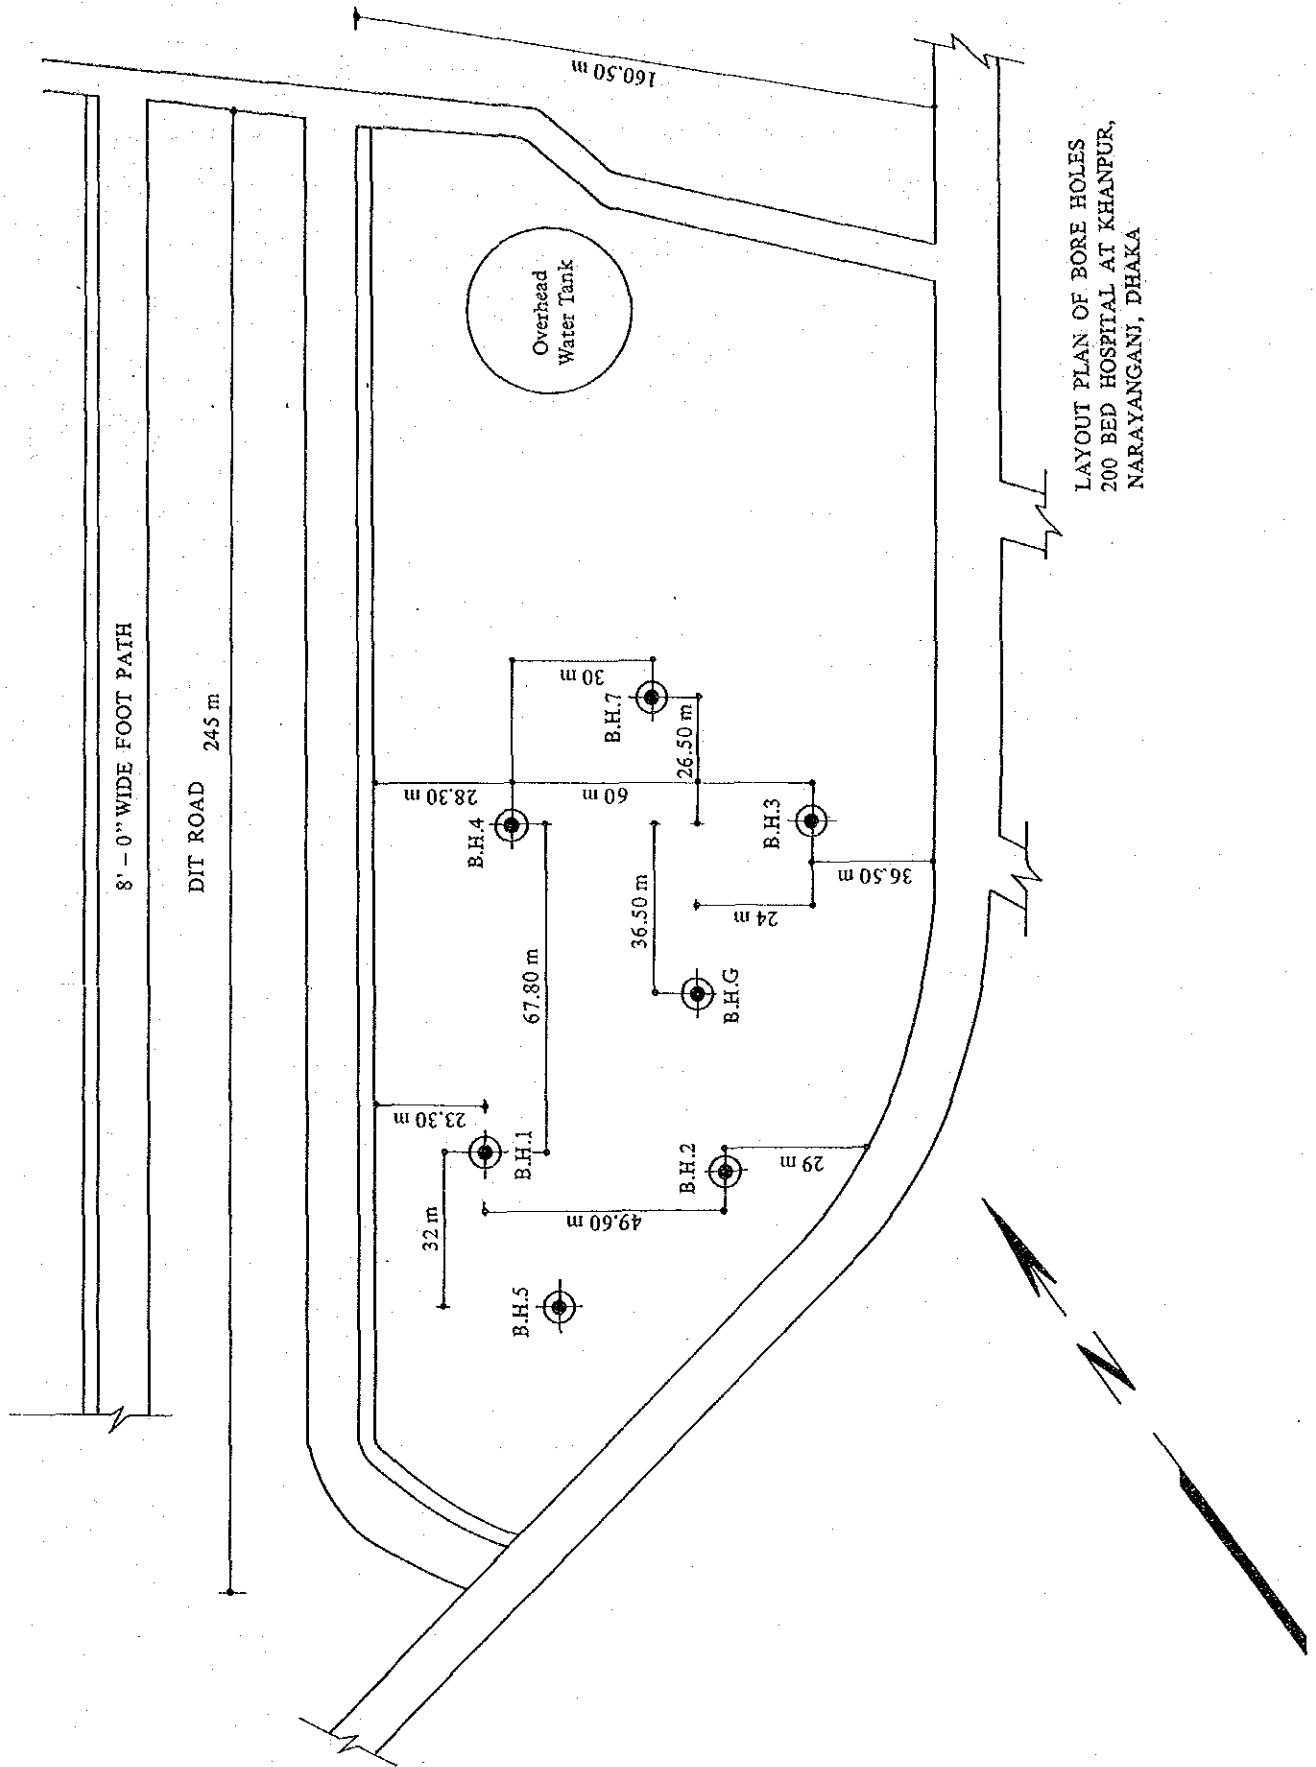 8' – 0" WIDE FOOT PATH
DIT ROAD
245 m
160.50 m
Overhead
Water Tank
28.30 m
30 m
B.H.4
B.H.7
60 m
26.50 m
B.H.3
36.50 m
24 m
36.50 m
67.80 m
B.H.G
23.30 m
B.H.1
32 m
49.60 m
B.H.2
29 m
B.H.5
N
LAYOUT PLAN OF BORE HOLES
200 BED HOSPITAL AT KHANPUR,
NARAYANGANJ, DHAKA